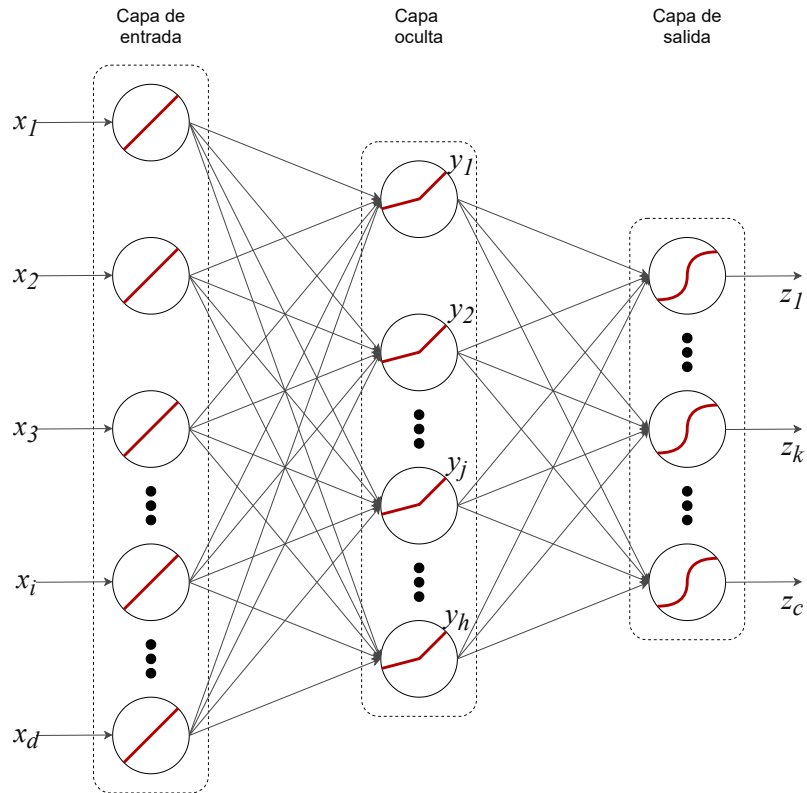 Capa de
entrada
Capa
oculta
Capa de
salida
x1
x2
x3
xi
xd
y1
y2
yj
yh
z1
zk
zc